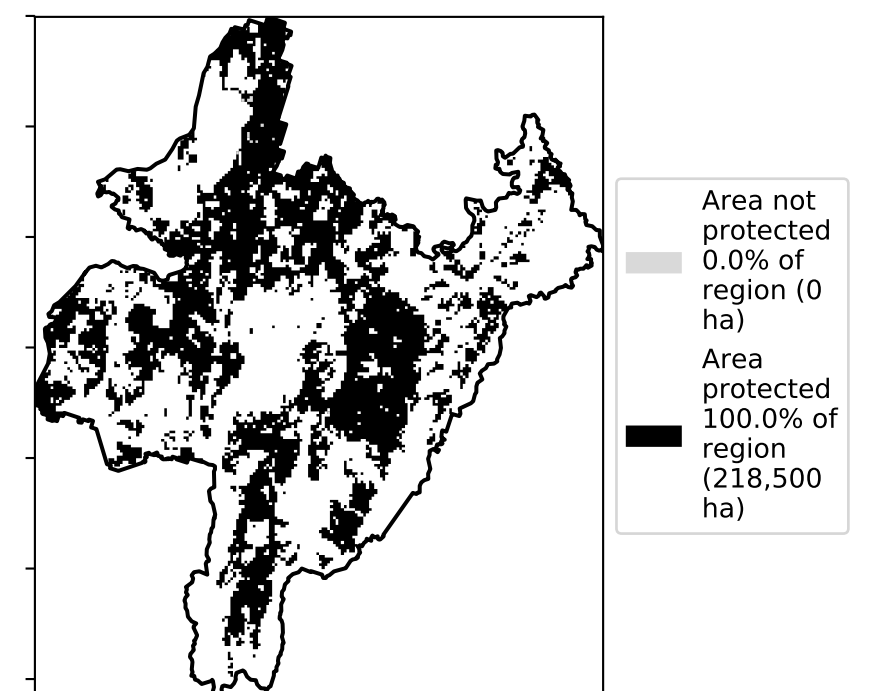 Area not
protected
0.0% of
region (0
ha)
Area
protected
100.0% of
region
(218,500
ha)